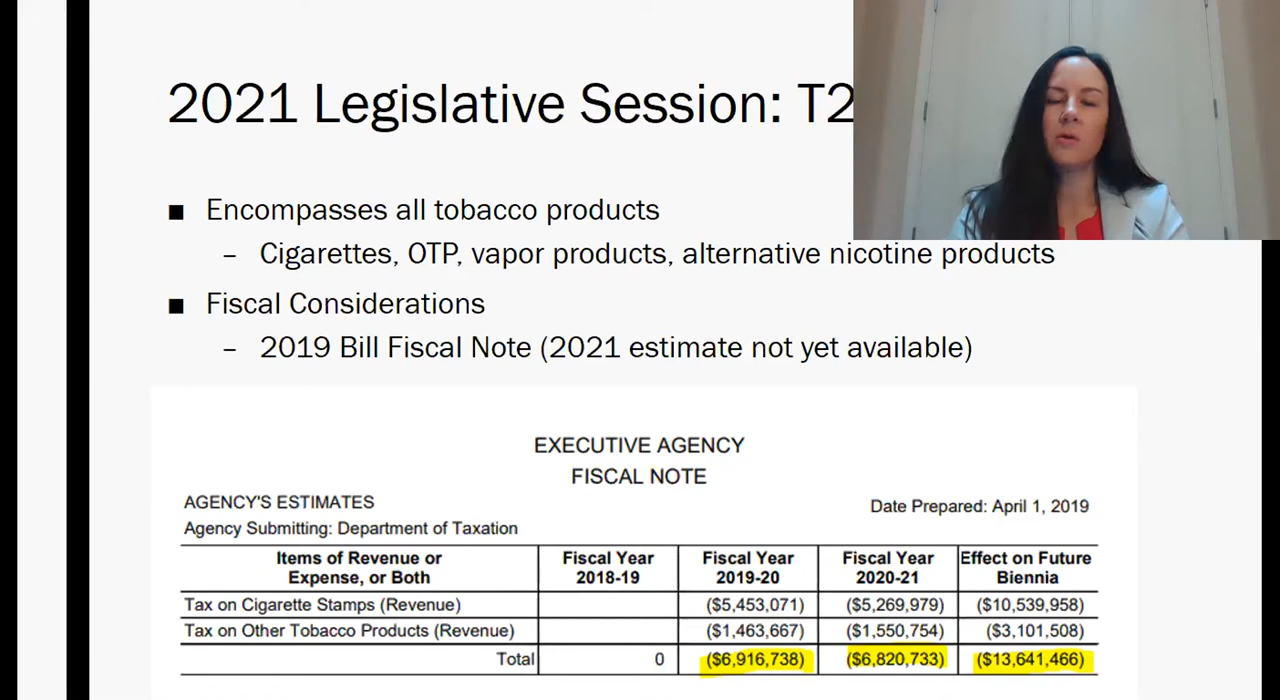 2021 Legislative Session: T2
■ Encompasses all tobacco products
– Cigarettes, OTP, vapor products, alternative nicotine products
■ Fiscal Considerations
– 2019 Bill Fiscal Note (2021 estimate not yet available)
EXECUTIVE AGENCY
FISCAL NOTE
AGENCY'S ESTIMATES Date Prepared: April 1, 2019
Agency Submitting: Department of Taxation
Items of Revenue or Fiscal Year Fiscal Year Fiscal Year Effect on Future
Expense, or Both 2018-19 2019-20 2020-21 Biennia
Tax on Cigarette Stamps (Revenue) ($5,453,071) ($5,269,979) ($10,539,958)
Tax on Other Tobacco Products (Revenue) ($1,463,667) ($1,550,754) ($3,101,508)
Total 0 ($6,916,738) ($6,820,733) ($13,641,466)